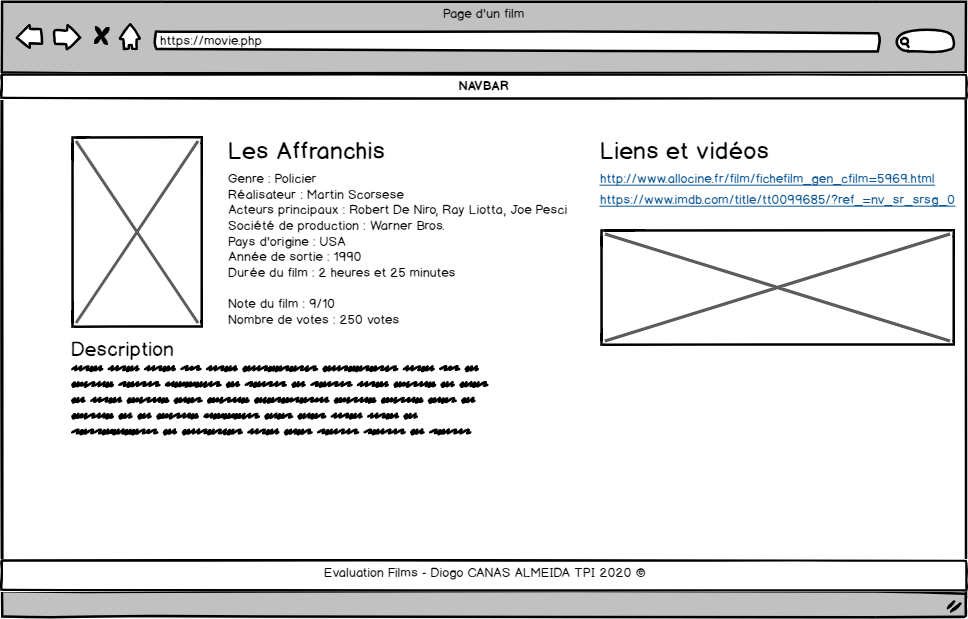 Page d'un film
https://movie.php
NAVBAR
Les Affranchis
Genre : Policier
Réalisateur : Martin Scorsese
Acteurs principaux : Robert De Niro, Ray Liotta, Joe Pesci
Société de production : Warner Bros.
Pays d'origine : USA
Année de sortie : 1990
Durée du film : 2 heures et 25 minutes
Note du film : 9/10
Nombre de votes : 250 votes
Description
Liens et vidéos
http://www.allocine.fr/film/fichefilm_gen_cfilm=5969.html
https://www.imdb.com/title/tt0099685/?ref_=nv_sr_srsg_0
Evaluation Films - Diogo CANAS ALMEIDA TPI 2020 ©